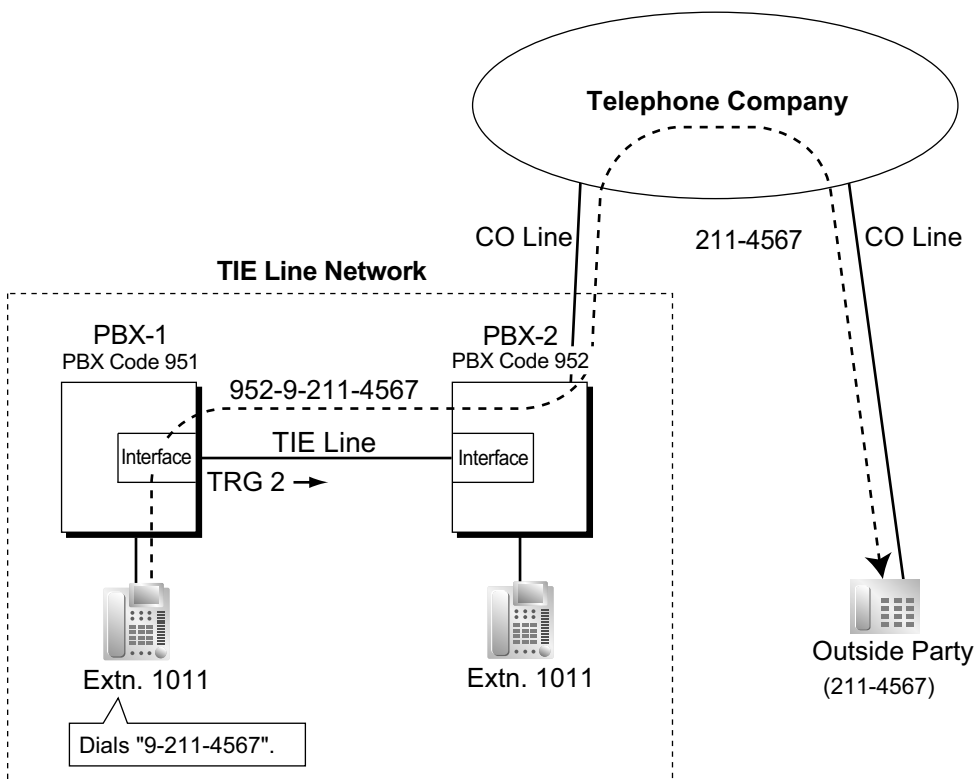 Telephone Company
CO Line
211-4567
CO Line
TIE Line Network
PBX-1
PBX Code 951
PBX-2
PBX Code 952
952-9-211-4567
TIE Line
Interface
Interface
TRG 2 →
Extn. 1011
Extn. 1011
Outside Party
(211-4567)
Dials "9-211-4567".